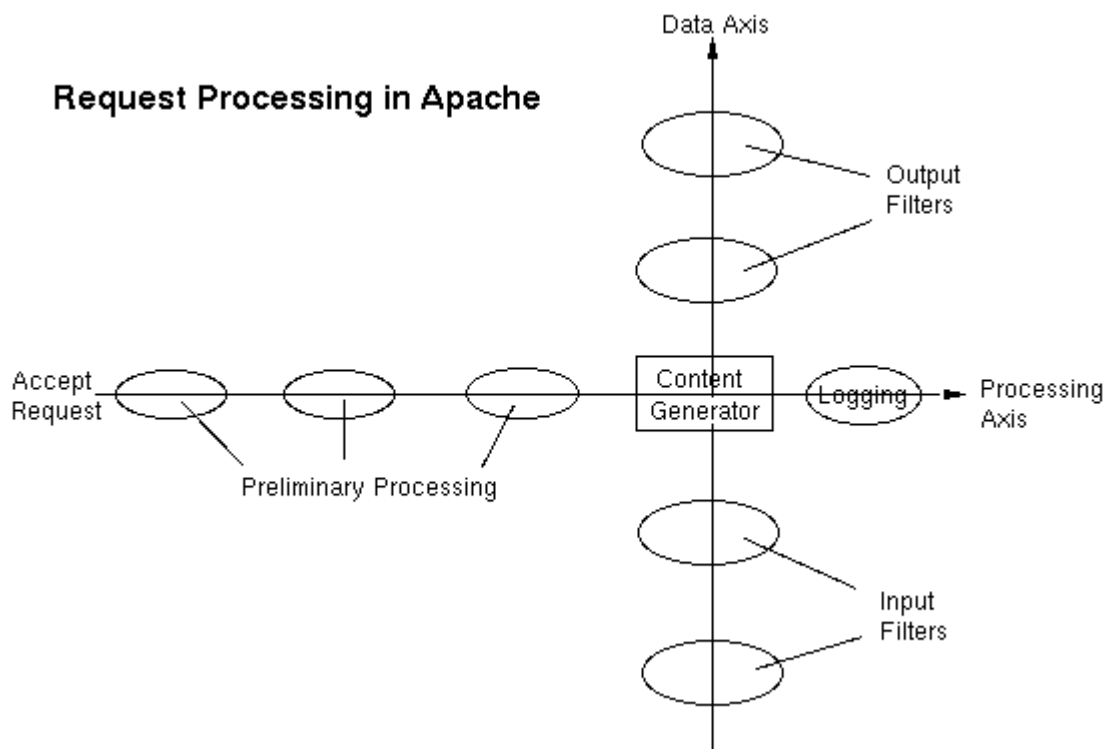 Data Axis
Request Processing in Apache
Output
Filters
Accept
Request
Content
Generator
Logging
Processing
Axis
Preliminary Processing
Input
Filters